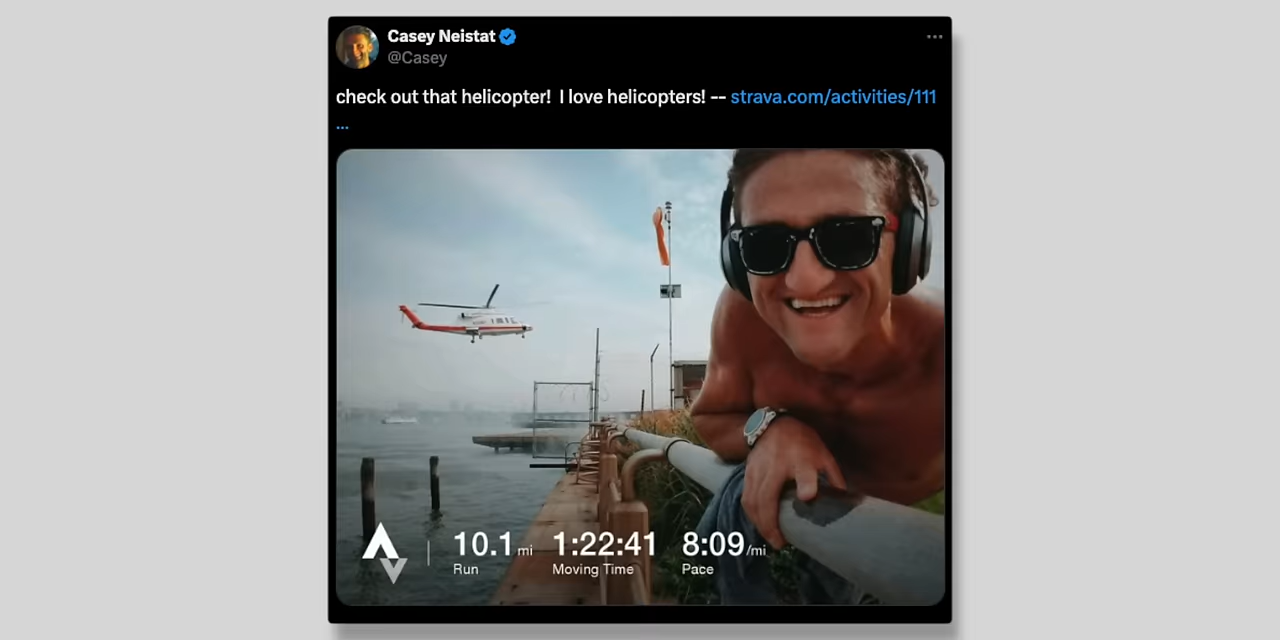 Casey Neistat
@Casey
check out that helicopter!  I love helicopters! -- strava.com/activities/111
...
10.1 mi 1:22:41 8:09 /mi
Run Moving Time Pace